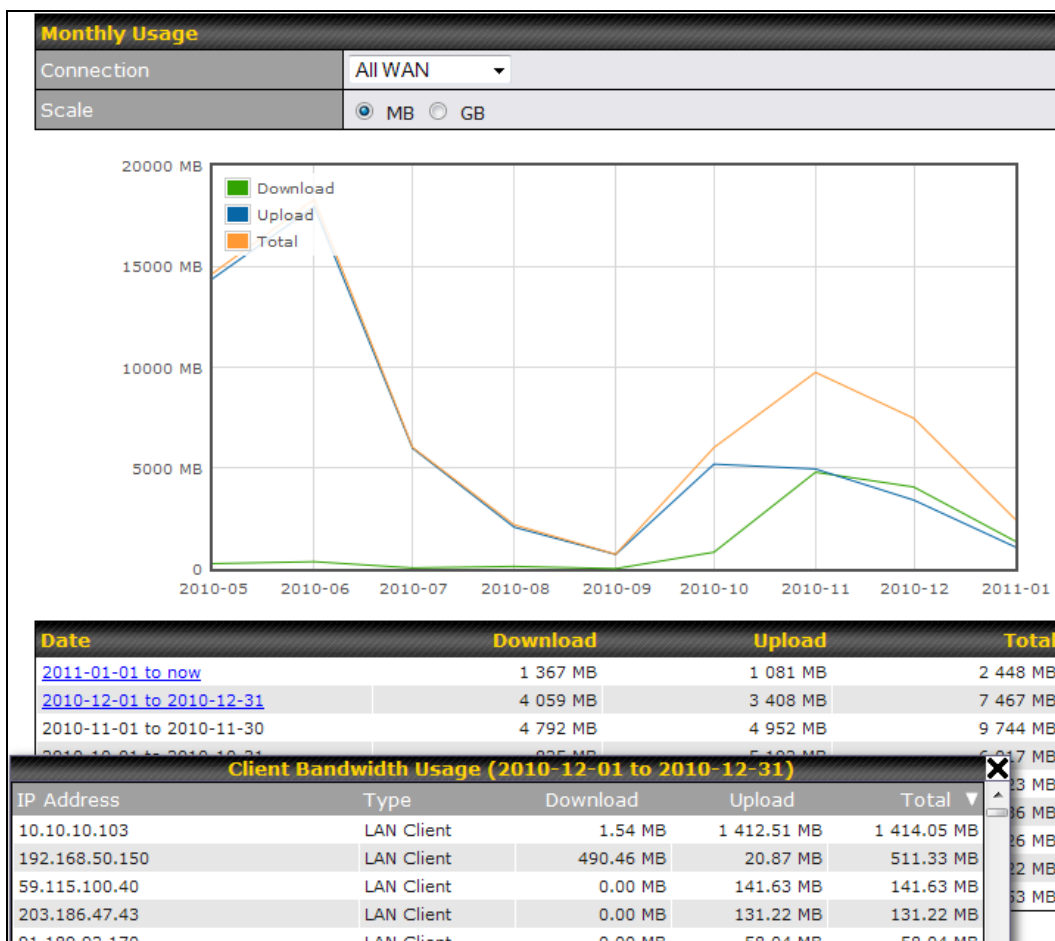 Monthly Usage
Connection All WAN
Scale MB GB
20000 MB
Download
Upload
Total
15000 MB
10000 MB
5000 MB
0
2010-05 2010-06 2010-07 2010-08 2010-09 2010-10 2010-11 2010-12 2011-01
Date Download Upload Total
2011-01-01 to now 1 367 MB 1 081 MB 2 448 MB
2010-12-01 to 2010-12-31 4 059 MB 3 408 MB 7 467 MB
2010-11-01 to 2010-11-30 4 792 MB 4 952 MB 9 744 MB
MB
Client Bandwidth Usage (2010-12-01 to 2010-12-31)
IP Address Type Download Upload Total ▼
10.10.10.103 LAN Client 1.54 MB 1 412.51 MB 1 414.05 MB
192.168.50.150 LAN Client 490.46 MB 20.87 MB 511.33 MB
59.115.100.40 LAN Client 0.00 MB 141.63 MB 141.63 MB
203.186.47.43 LAN Client 0.00 MB 131.22 MB 131.22 MB